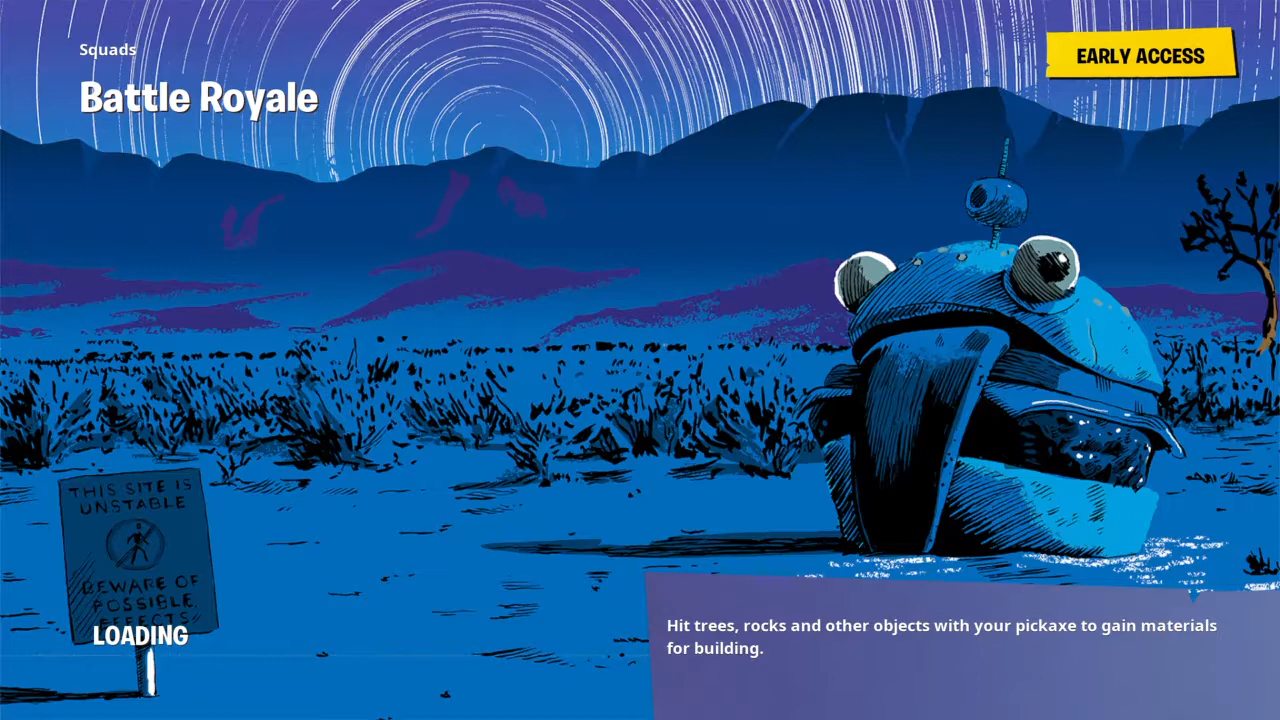 Squads
Battle Royale
EARLY ACCESS
THIS SITE IS
UNSTABLE
BEWARE OF
POSSIBLE
EFFECTS
LOADING
Hit trees, rocks and other objects with your pickaxe to gain materials
for building.